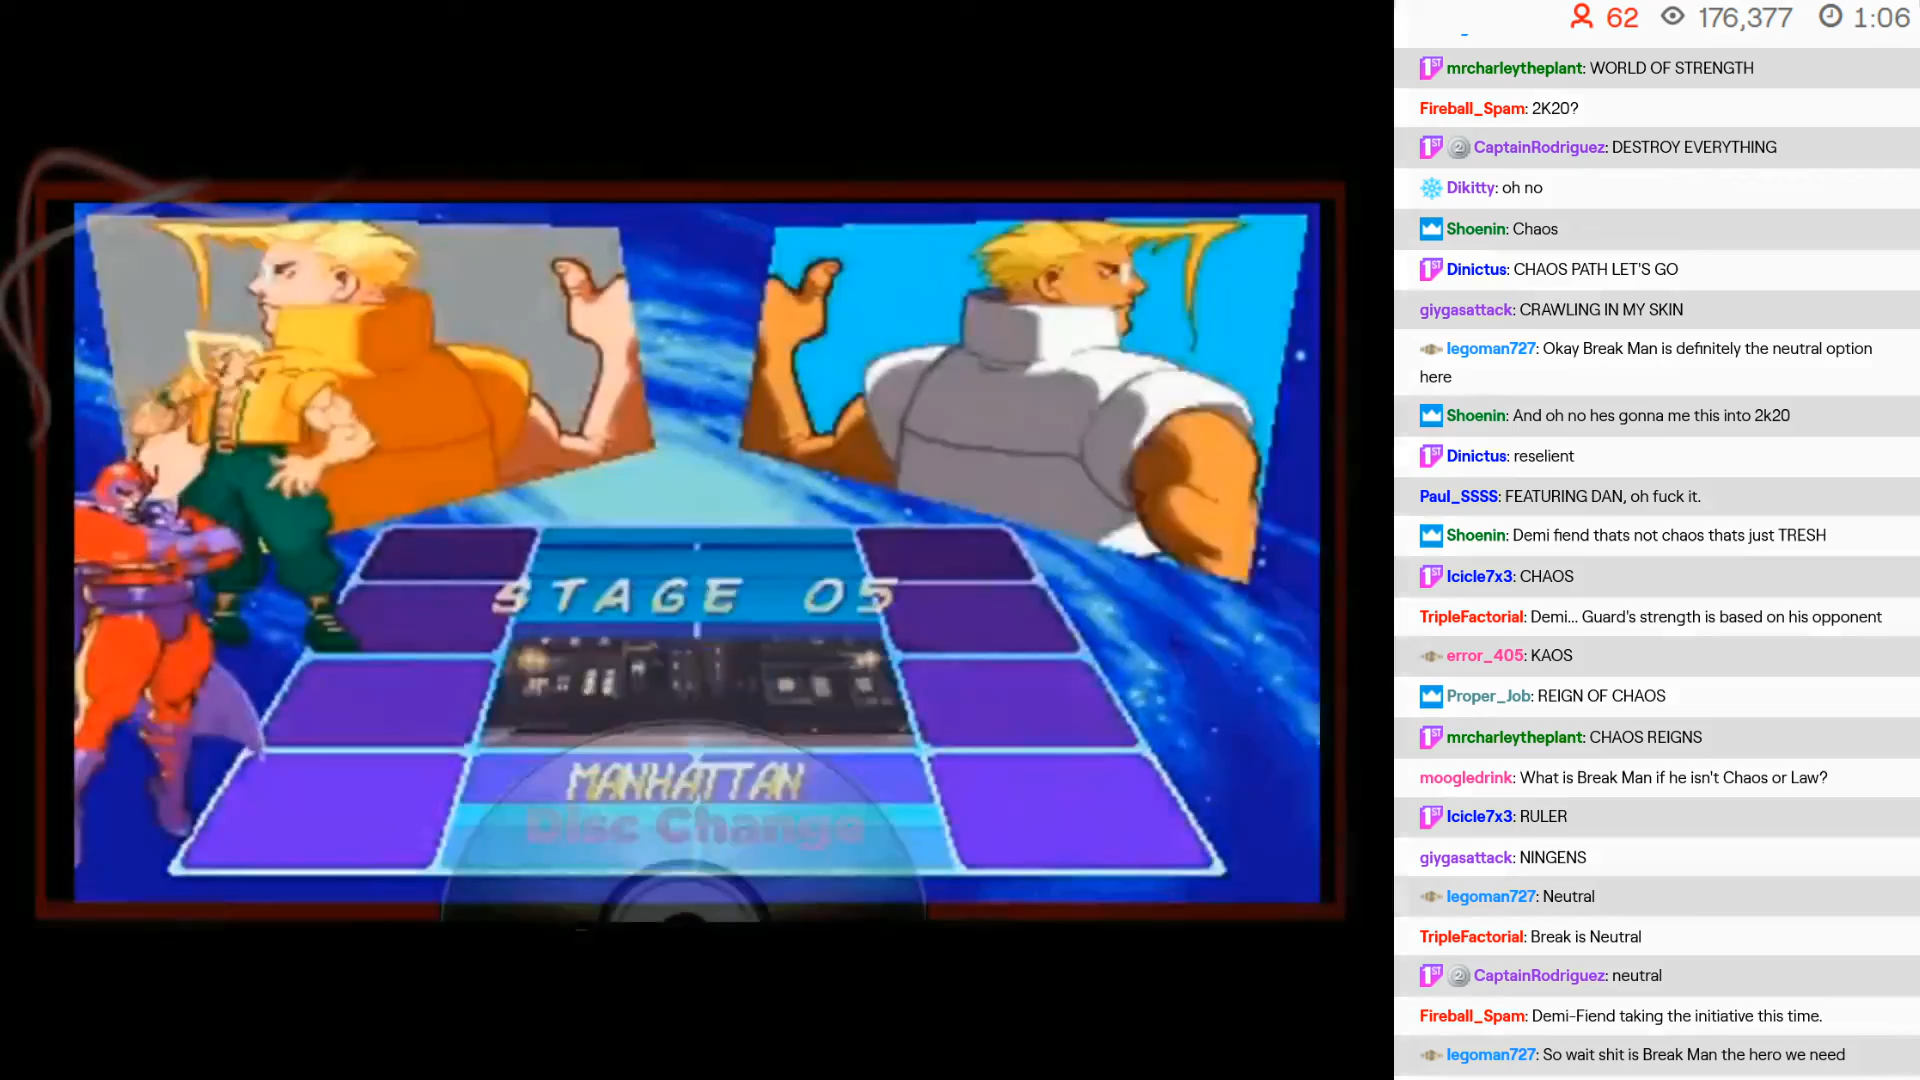 62 176,377 1:06
mrcharleytheplant: WORLD OF STRENGTH
Fireball_Spam: 2K20?
CaptainRodriguez: DESTROY EVERYTHING
Dikitty: oh no
Shoenin: Chaos
Dinictus: CHAOS PATH LET'S GO
giygasattack: CRAWLING IN MY SKIN
legoman727: Okay Break Man is definitely the neutral option
here
Shoenin: And oh no hes gonna me this into 2k20
Dinictus: reselient
Paul_SSSS: FEATURING DAN, oh fuck it.
Shoenin: Demi fiend thats not chaos thats just TRESH
Icicle7x3: CHAOS
TripleFactorial: Demi... Guard's strength is based on his opponent
error_405: KAOS
Proper_Job: REIGN OF CHAOS
mrcharleytheplant: CHAOS REIGNS
moogledrink: What is Break Man if he isn't Chaos or Law?
Icicle7x3: RULER
giygasattack: NINGENS
legoman727: Neutral
TripleFactorial: Break is Neutral
CaptainRodriguez: neutral
Fireball_Spam: Demi-Fiend taking the initiative this time.
legoman727: So wait shit is Break Man the hero we need
STAGE 05
MANHATTAN
Disc Change